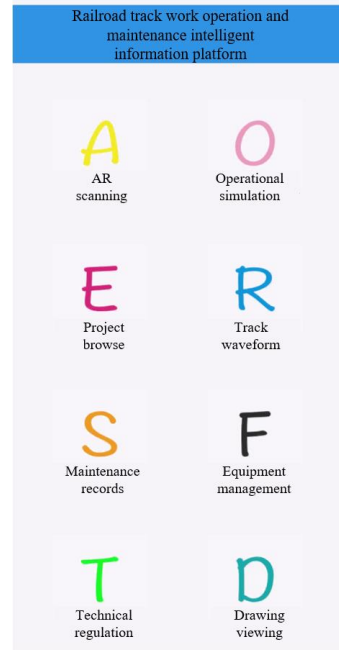 Railroad track work operation and
maintenance intelligent
information platform
A
O
AR
scanning
Operational
simulation
E
R
Project
browse
Track
waveform
S
F
Maintenance
records
Equipment
management
T
D
Technical
regulation
Drawing
viewing